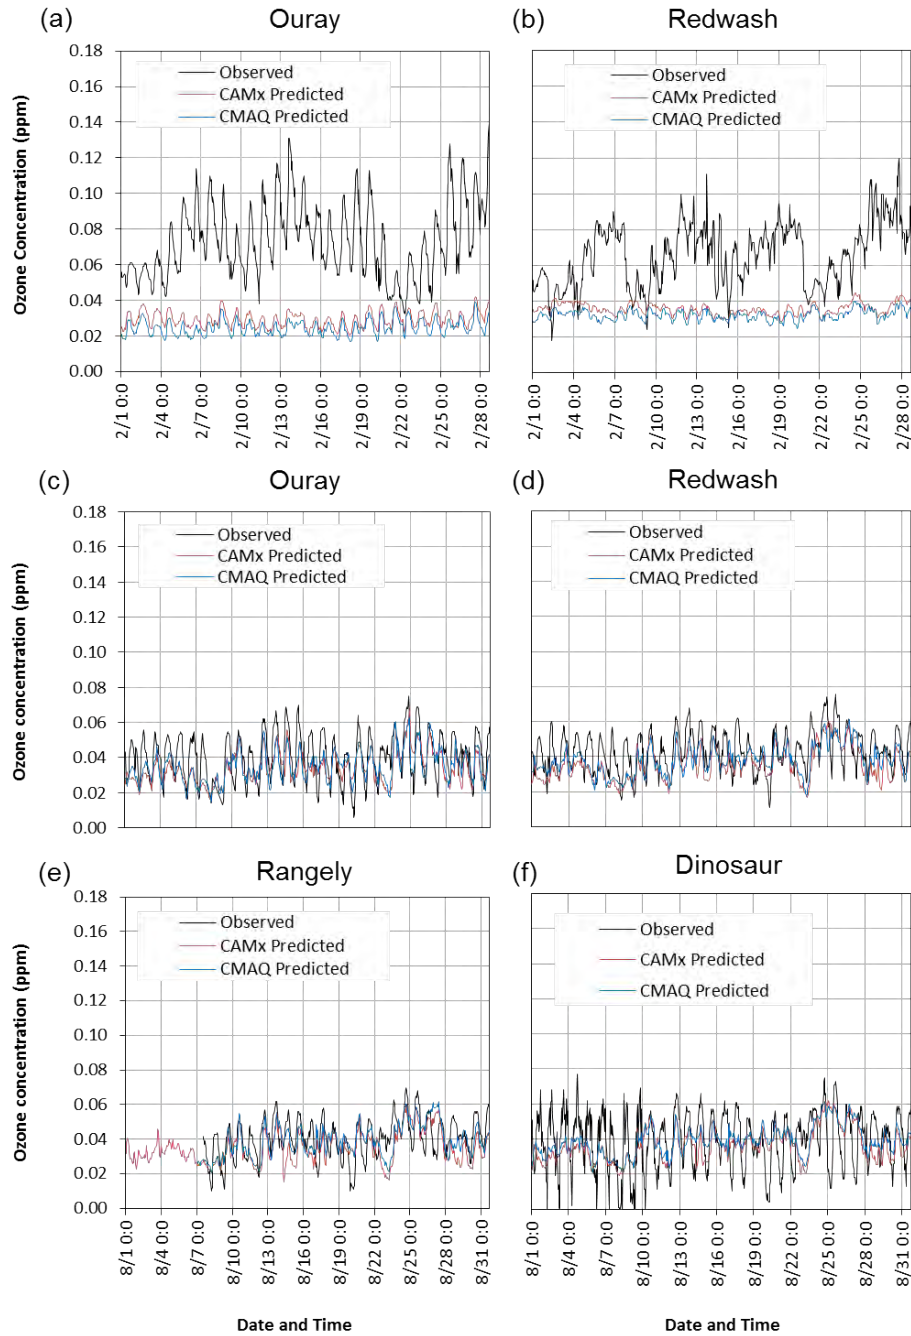 (a) Ouray
(b) Redwash
0.18
0.16
0.14
0.12
0.10
0.08
0.06
0.04
0.02
0.00
Ozone Concentration (ppm)
Observed
CAMx Predicted
CMAQ Predicted
Observed
CAMx Predicted
CMAQ Predicted
2/1 0:0
2/4 0:0
2/7 0:0
2/10 0:0
2/13 0:0
2/16 0:0
2/19 0:0
2/22 0:0
2/25 0:0
2/28 0:0
2/1 0:0
2/4 0:0
2/7 0:0
2/10 0:0
2/13 0:0
2/16 0:0
2/19 0:0
2/22 0:0
2/25 0:0
2/28 0:0
(c) Ouray
(d) Redwash
0.18
0.16
0.14
0.12
0.10
0.08
0.06
0.04
0.02
0.00
Ozone concentration (ppm)
Observed
CAMx Predicted
CMAQ Predicted
Observed
CAMx Predicted
CMAQ Predicted
(e) Rangely
(f) Dinosaur
0.18
0.16
0.14
0.12
0.10
0.08
0.06
0.04
0.02
0.00
Ozone concentration (ppm)
Observed
CAMx Predicted
CMAQ Predicted
Observed
CAMx Predicted
CMAQ Predicted
8/1 0:0
8/4 0:0
8/7 0:0
8/10 0:0
8/13 0:0
8/16 0:0
8/19 0:0
8/22 0:0
8/25 0:0
8/28 0:0
8/31 0:0
8/1 0:0
8/4 0:0
8/7 0:0
8/10 0:0
8/13 0:0
8/16 0:0
8/19 0:0
8/22 0:0
8/25 0:0
8/28 0:0
8/31 0:0
Date and Time
Date and Time